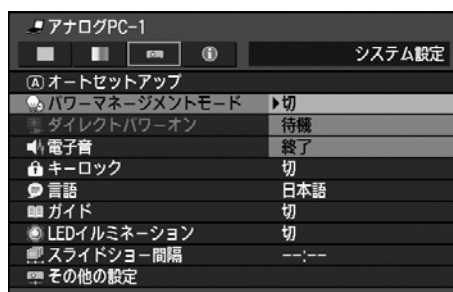 アナログPC-1
システム設定
オートセットアップ
パワーマネージメントモード ▶切
ダイレクトパワーオン 待機
電子音 終了
キーロック 切
言語 日本語
ガイド 切
LEDイルミネーション 切
スライドショー間隔 --:--
その他の設定